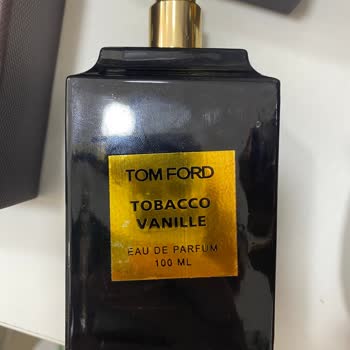 TOM FORD
TOBACCO
VANILLE
EAU DE PARFUM
100 ML